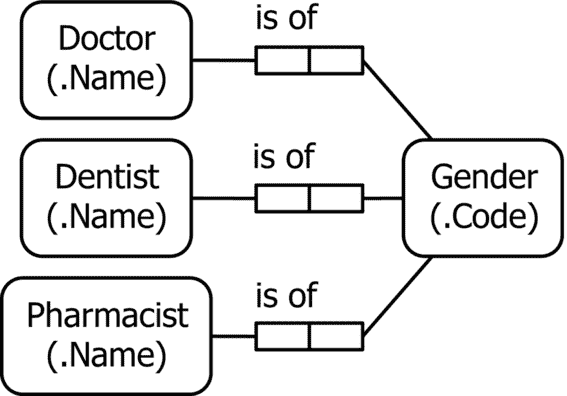 is of
Doctor
(.Name)
is of
Dentist
(.Name)
Gender
(.Code)
is of
Pharmacist
(.Name)